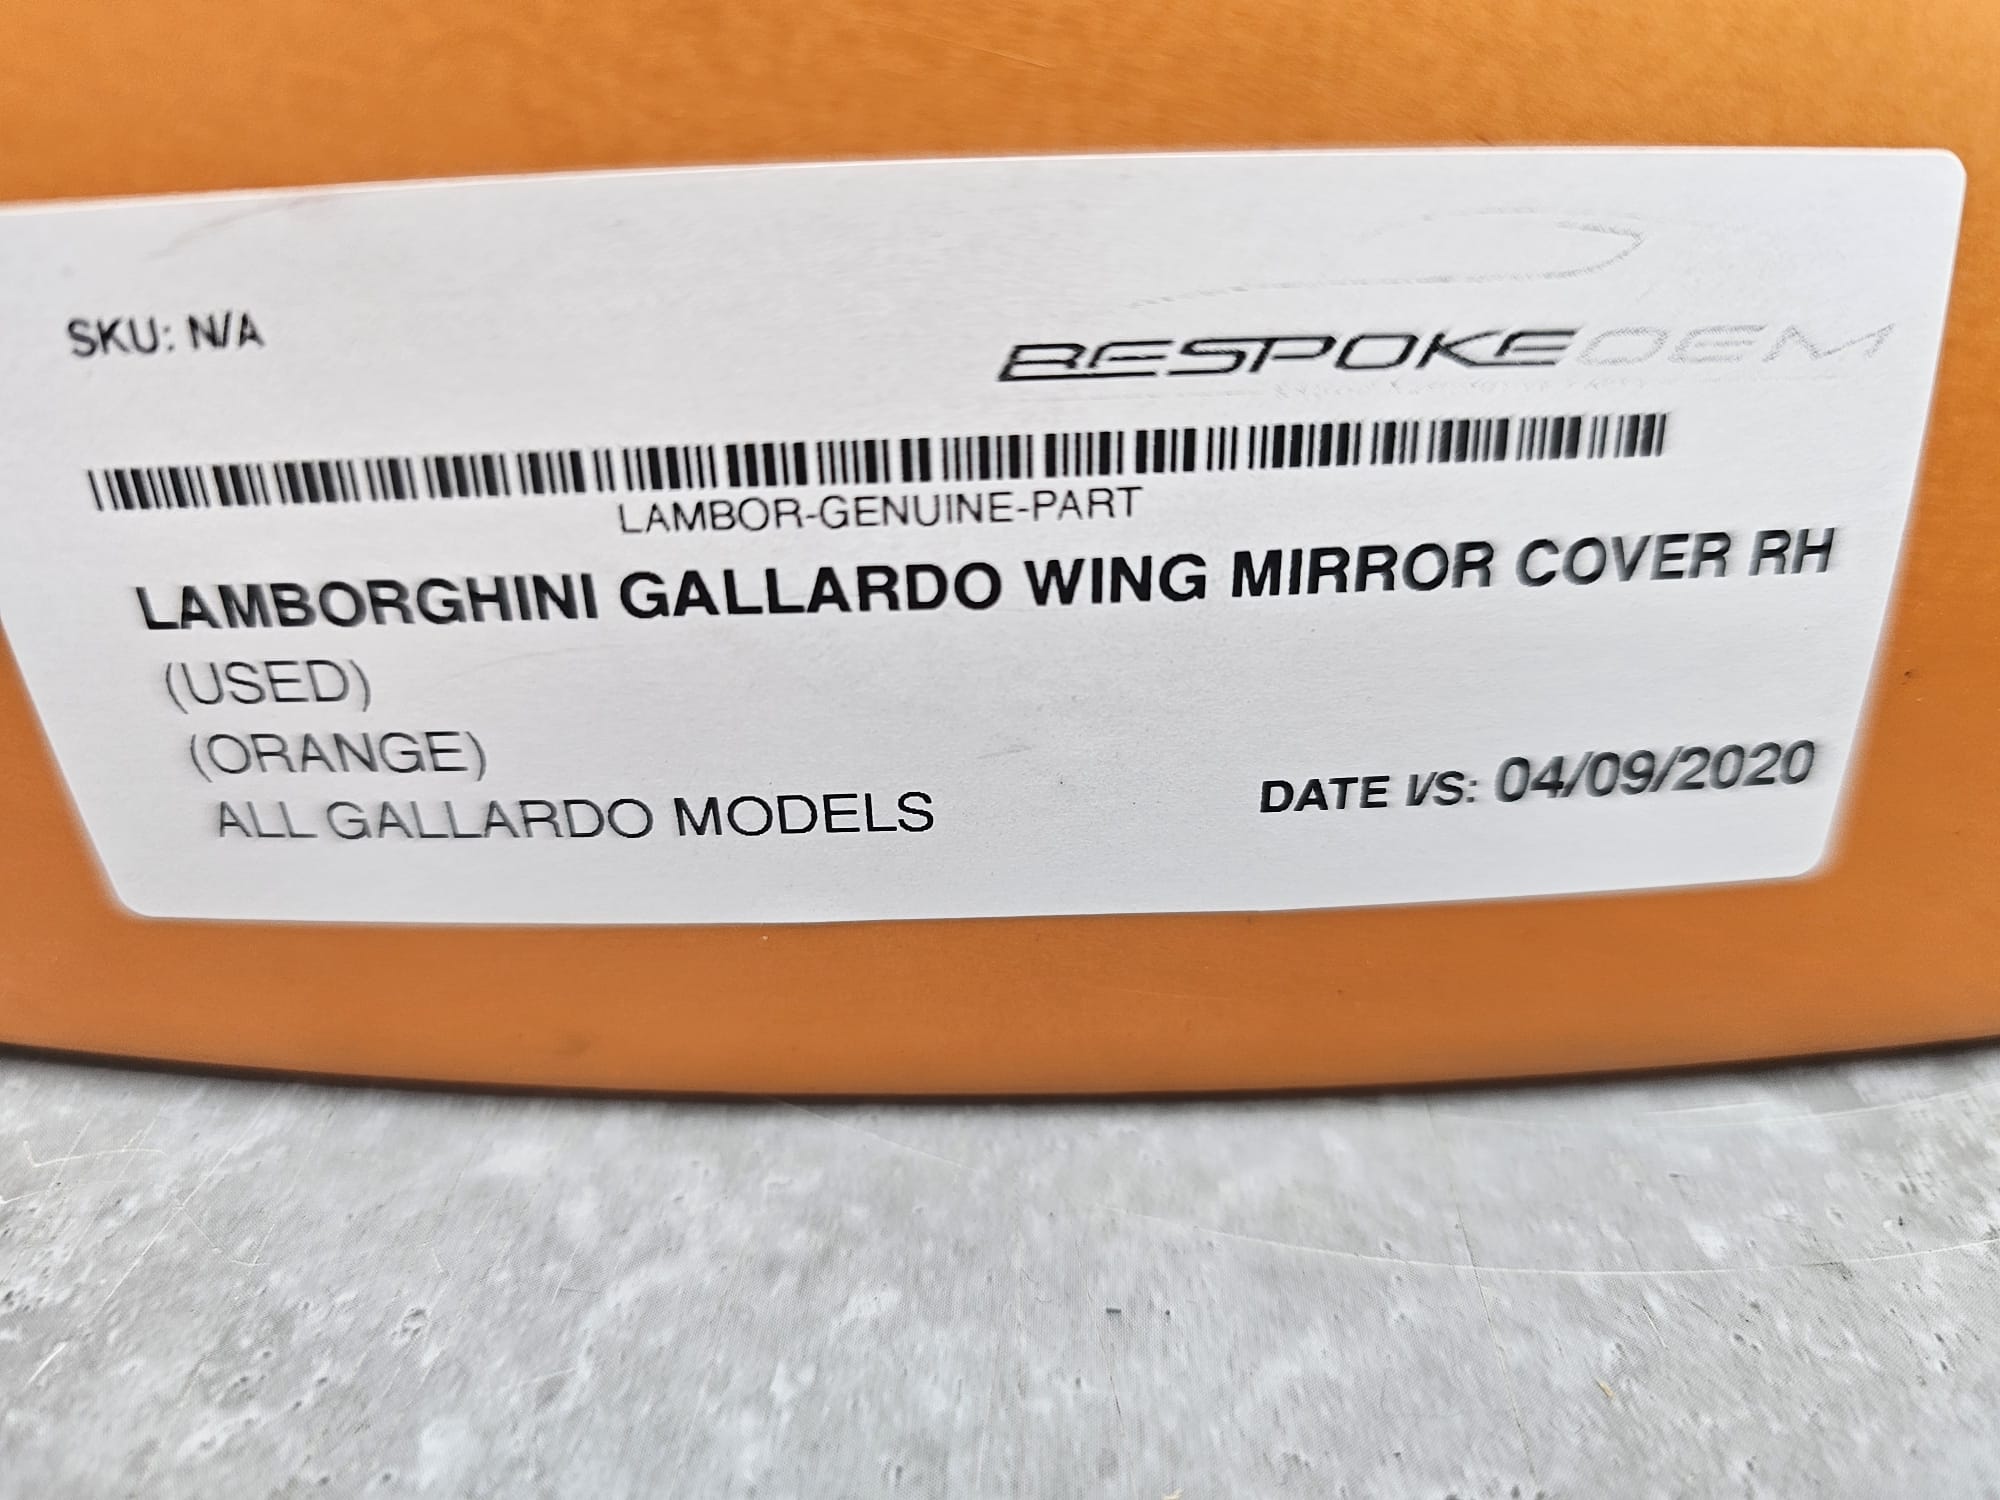 SKU: N/A
BESPOKEOEM
LAMBOR-GENUINE-PART
LAMBORGHINI GALLARDO WING MIRROR COVER RH
(USED)
(ORANGE)
ALL GALLARDO MODELS
DATE I/S: 04/09/2020